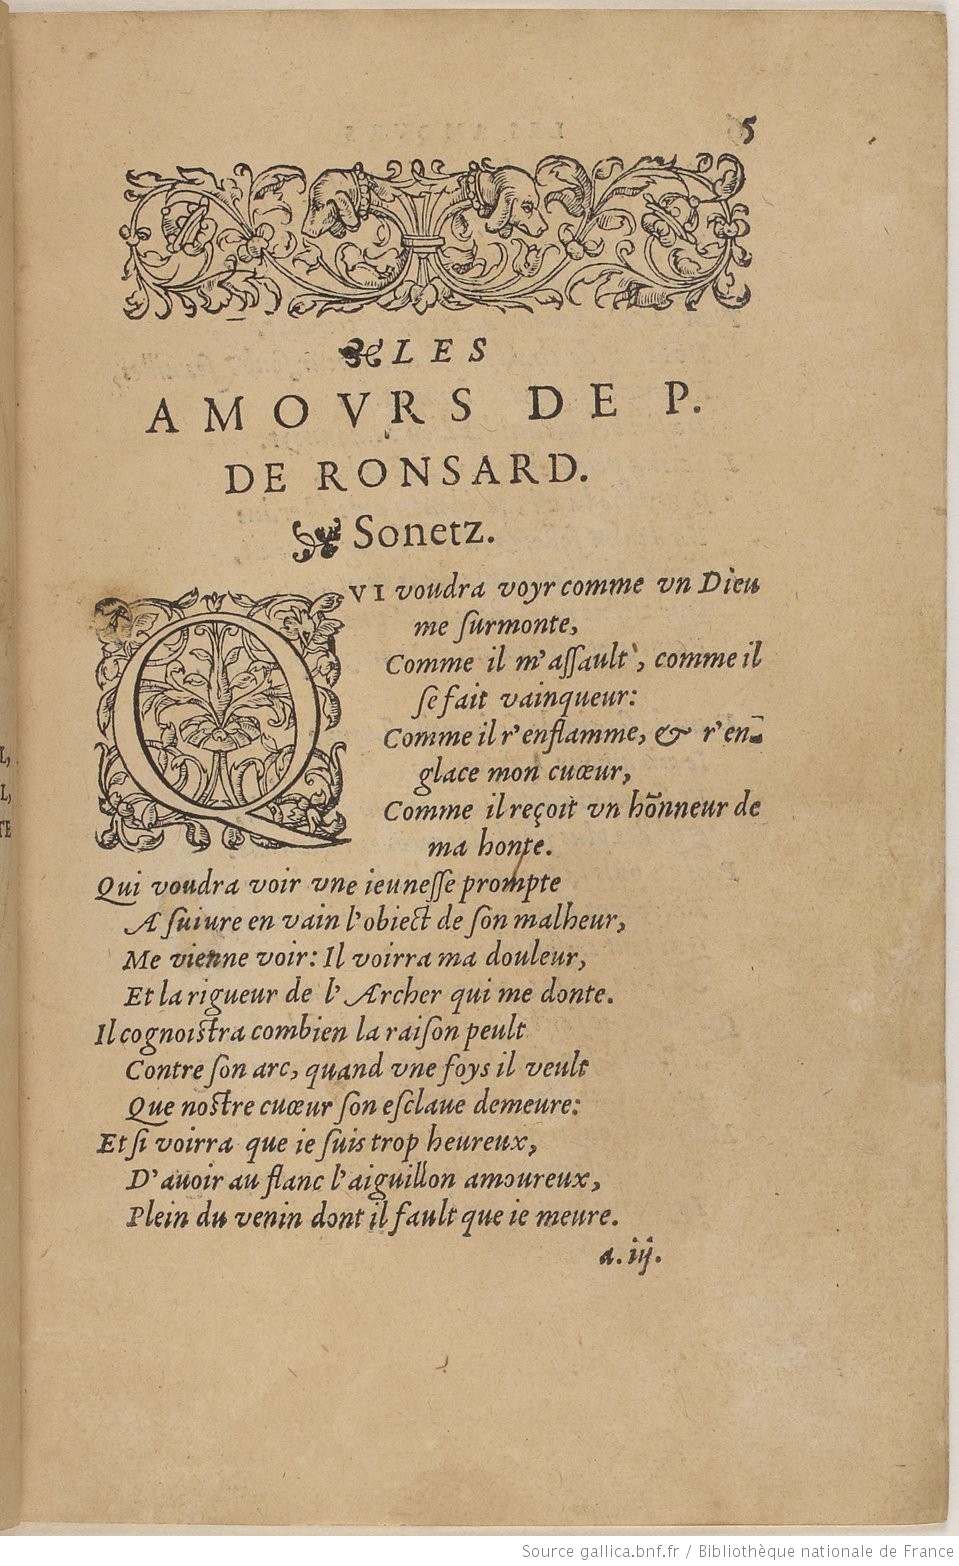 5
LES
AMOVRS DE P.
DE RONSARD.
Sonetz.
QVI voudra voyr comme vn Dieu
me ſurmonte,
Comme il m'aſſault, comme il
ſe fait vainqueur:
Comme il r'enflamme, & r'en-
glace mon cuœur,
Comme il reçoit vn honneur de
ma honte.
Qui voudra voir vne ieuneſſe prompte
A ſuiure en vain l'obiect de ſon malheur,
Me vienne voir: Il voirra ma douleur,
Et la rigueur de l'Archer qui me donte.
Il cognoiſtra combien la raiſon peult
Contre ſon arc, quand vne foys il veult
Que noſtre cuœur ſon eſclaue demeure:
Et ſi voirra que ie ſuis trop heureux,
D'auoir au flanc l'aiguillon amoureux,
Plein du venin dont il fault que ie meure.
a.iij.
Source gallica.bnf.fr / Bibliothèque nationale de France